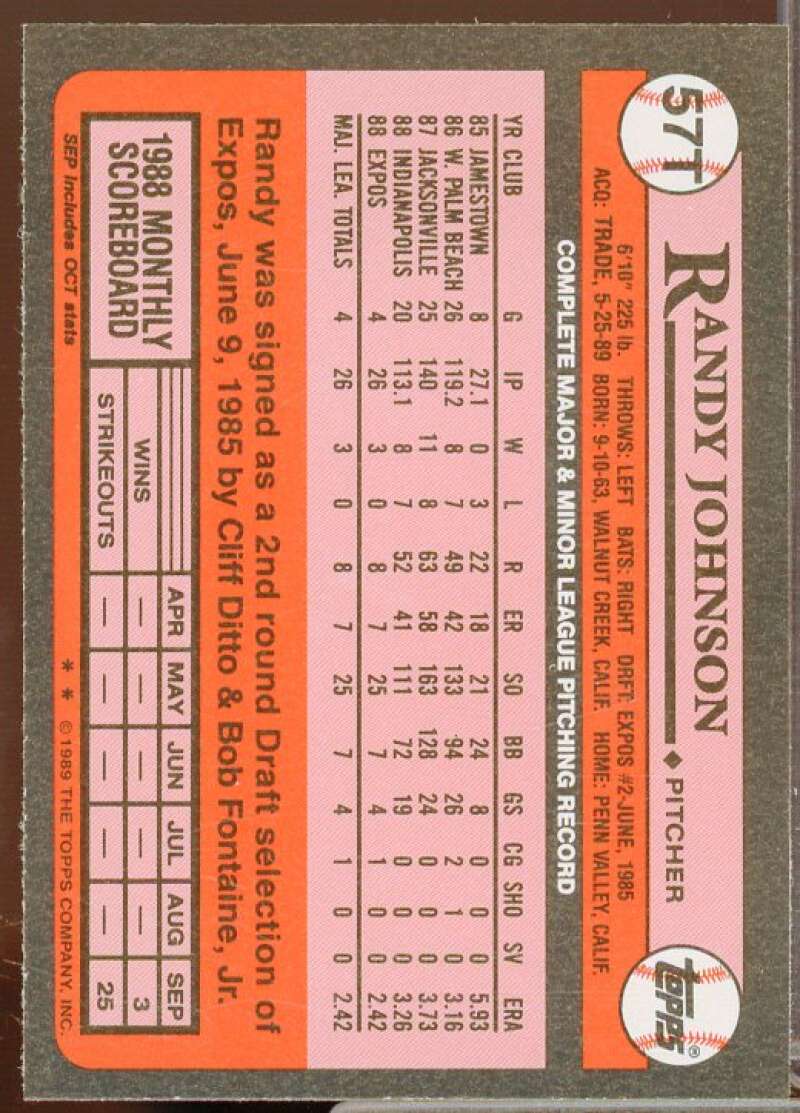 57T
RANDY JOHNSON ◆ PITCHER
TOPPS®
6'10" 225 lb. THROWS: LEFT BATS: RIGHT DRFT: EXPOS #2-JUNE, 1985
ACQ: TRADE, 5-25-89 BORN: 9-10-63, WALNUT CREEK, CALIF. HOME: PENN VALLEY, CALIF.
COMPLETE MAJOR & MINOR LEAGUE PITCHING RECORD
YR CLUB G IP W L R ER SO BB GS CG SHO SV ERA
85 JAMESTOWN 8 27.1 0 3 22 18 21 24 8 0 0 0 5.93
86 W. PALM BEACH 26 119.2 8 7 49 42 133 94 26 2 1 0 3.16
87 JACKSONVILLE 25 140 11 8 63 58 163 128 24 0 0 0 3.73
88 INDIANAPOLIS 20 113.1 8 7 52 41 111 72 19 0 0 0 3.26
88 EXPOS 4 26 3 0 8 7 25 7 4 1 0 0 2.42
MAJ. LEA. TOTALS 4 26 3 0 8 7 25 7 4 1 0 0 2.42
Randy was signed as a 2nd round Draft selection of
Expos, June 9, 1985 by Cliff Ditto & Bob Fontaine, Jr.
1988 MONTHLY
SCOREBOARD
APR MAY JUN JUL AUG SEP
WINS — — — — — 3
STRIKEOUTS — — — — — 25
SEP Includes OCT stats
* * © 1989 THE TOPPS COMPANY, INC.